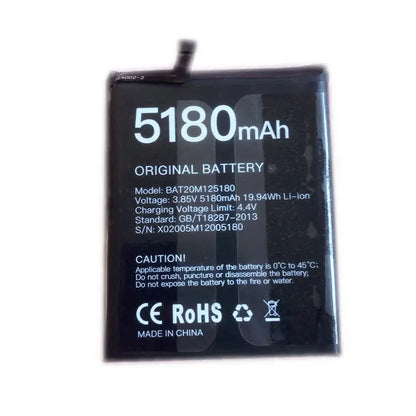 5180mAh
ORIGINAL BATTERY
Model: BAT20M125180
Voltage: 3.85V 5180mAh 19.94Wh Li-ion
Charging Voltage Limit: 4.4V
Standard: GB/T18287-2013
S/N: X02005M12005180
CAUTION!
Applicable temperature of the battery is 0°C to 45°C;
Do not crush, puncture or disassemble the battery;
Do not expose the battery to the fire or water.
CE RoHS
MADE IN CHINA